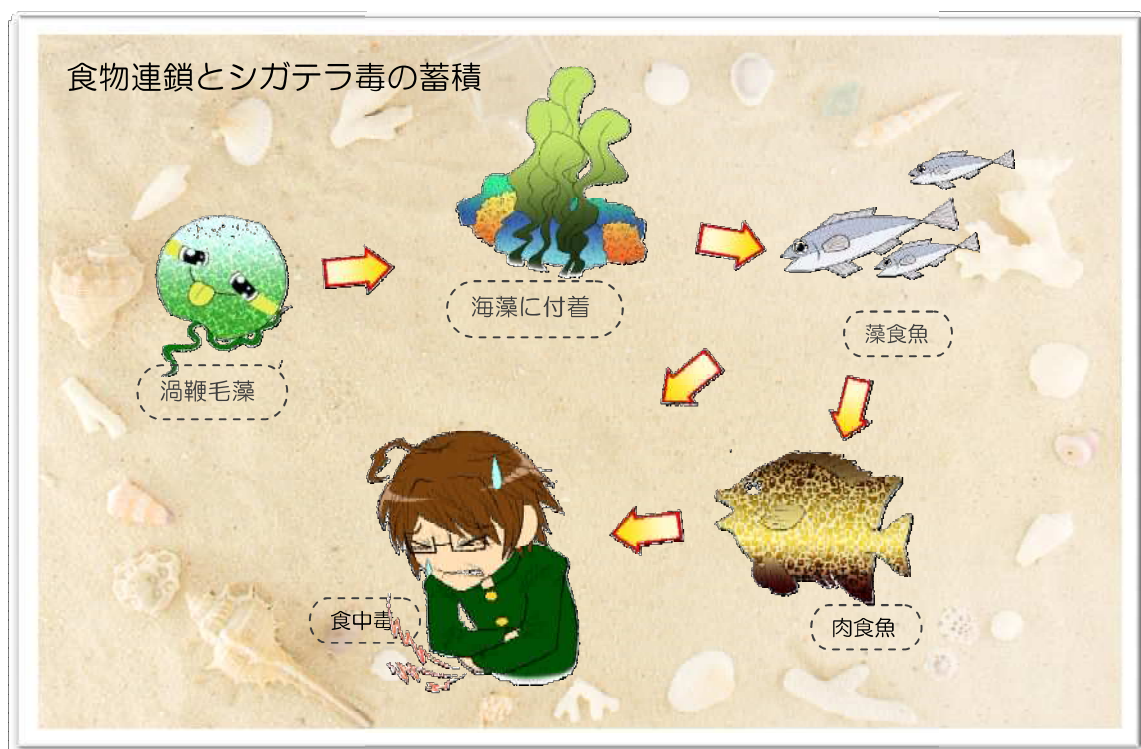 食物連鎖とシガテラ毒の蓄積
海藻に付着
藻食魚
渦鞭毛藻
食中毒
肉食魚